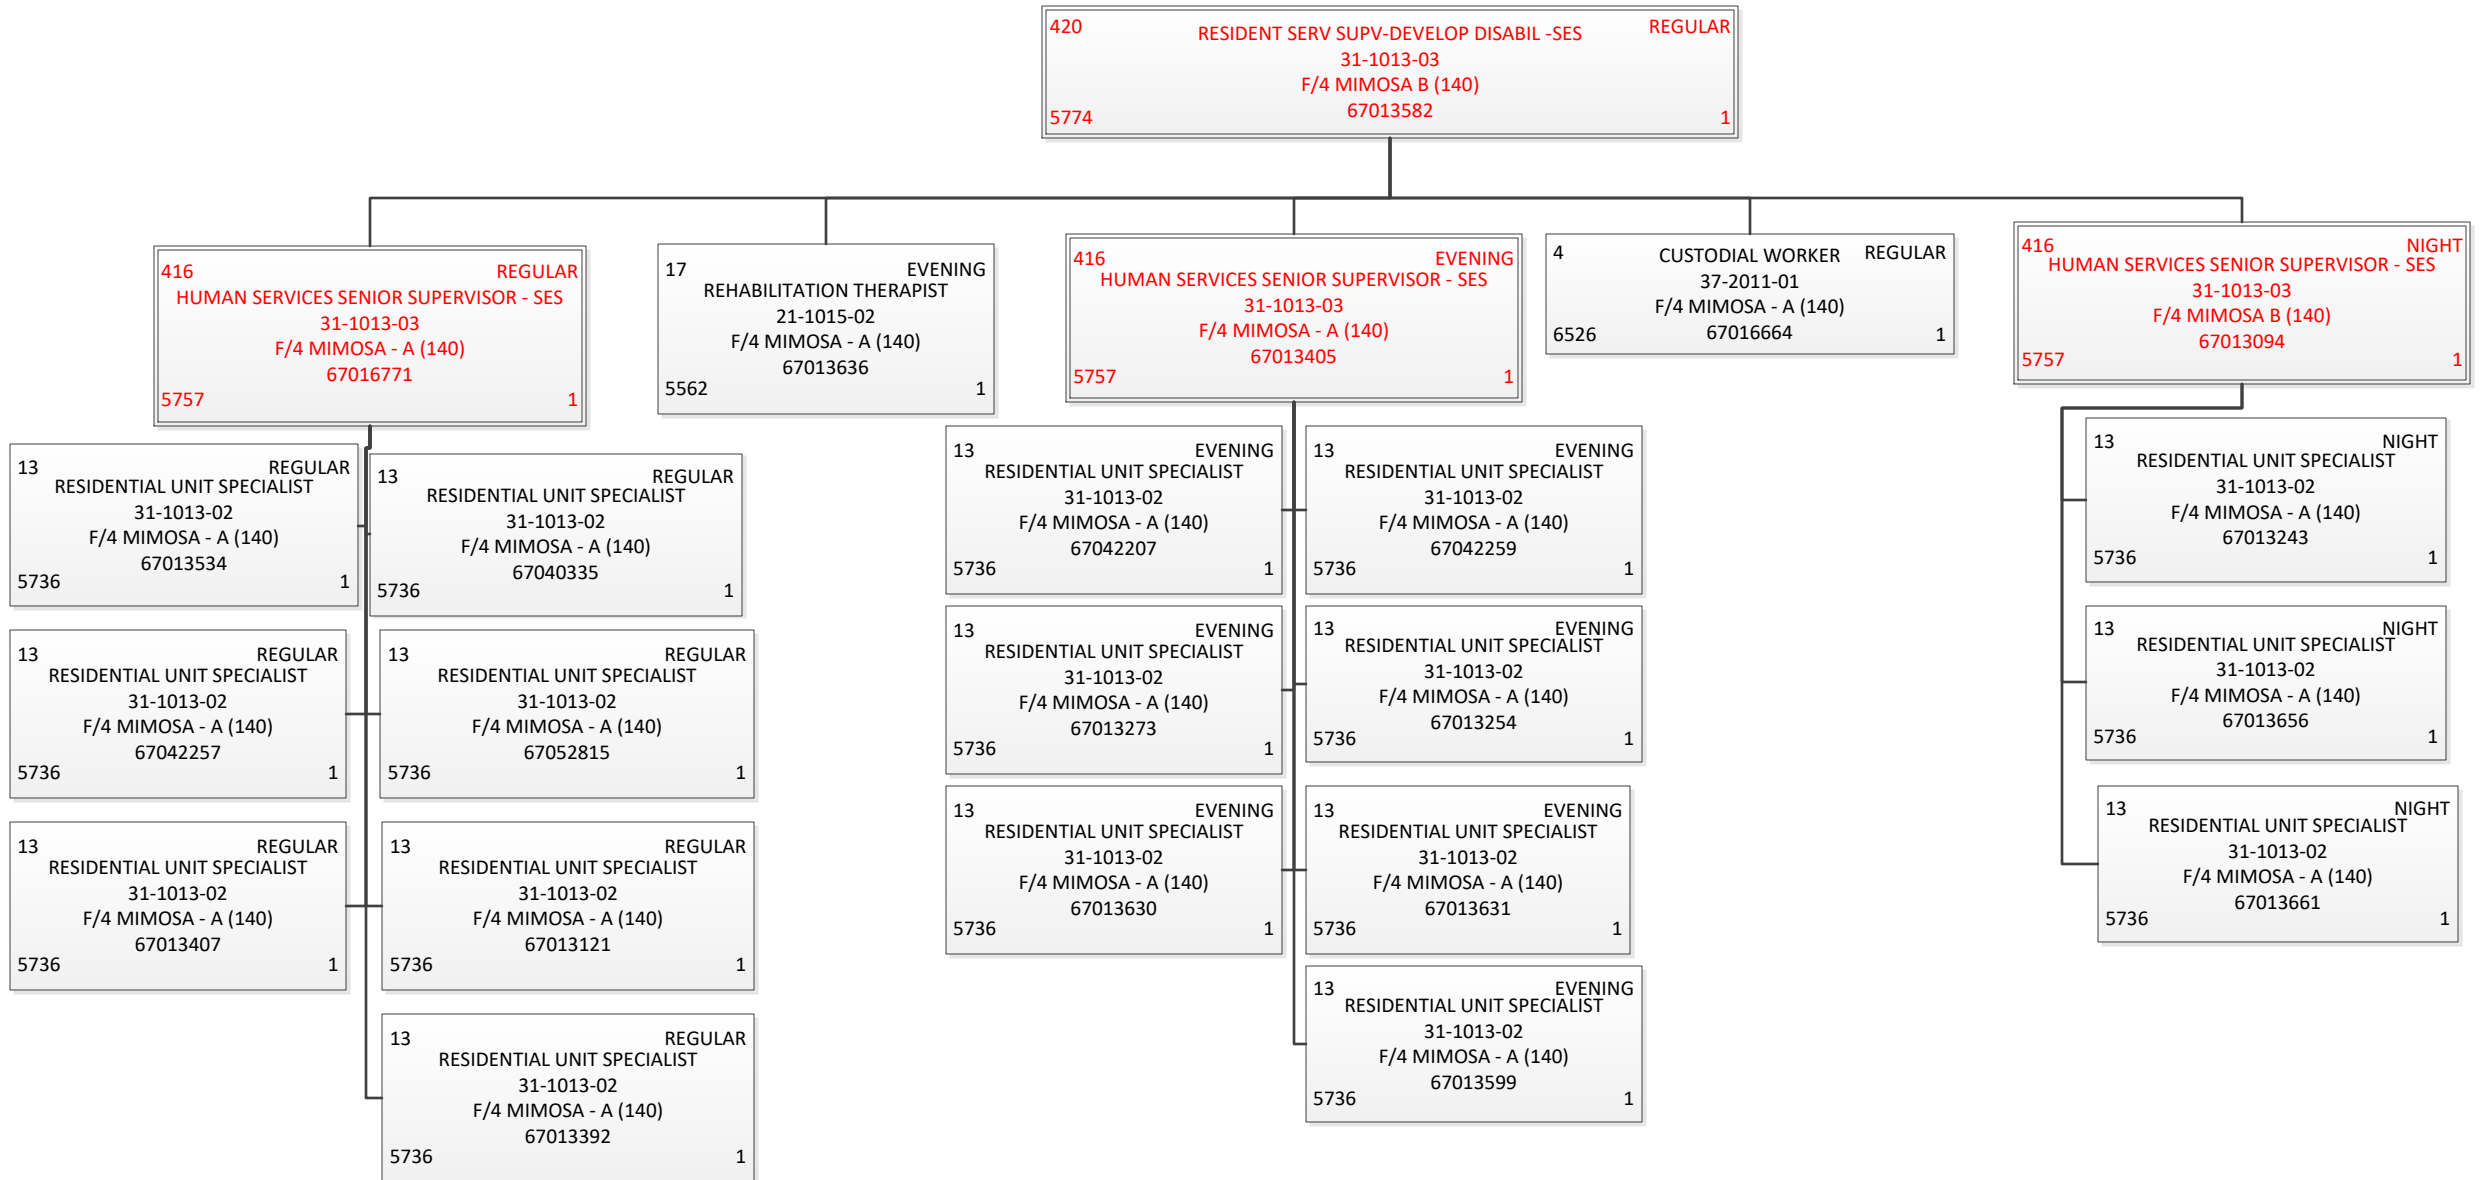 420 RESIDENT SERV SUPV-DEVELOP DISABIL -SES REGULAR
31-1013-03
F/4 MIMOSA B (140)
67013582
5774 1
416 REGULAR
HUMAN SERVICES SENIOR SUPERVISOR - SES
31-1013-03
F/4 MIMOSA - A (140)
67016771
5757 1
17 EVENING
REHABILITATION THERAPIST
21-1015-02
F/4 MIMOSA - A (140)
67013636
5562 1
416 EVENING
HUMAN SERVICES SENIOR SUPERVISOR - SES
31-1013-03
F/4 MIMOSA - A (140)
67013405
5757 1
4 CUSTODIAL WORKER REGULAR
37-2011-01
F/4 MIMOSA - A (140)
67016664
6526 1
416 NIGHT
HUMAN SERVICES SENIOR SUPERVISOR - SES
31-1013-03
F/4 MIMOSA B (140)
67013094
5757 1
13 REGULAR
RESIDENTIAL UNIT SPECIALIST
31-1013-02
F/4 MIMOSA - A (140)
67013534
5736 1
13 REGULAR
RESIDENTIAL UNIT SPECIALIST
31-1013-02
F/4 MIMOSA - A (140)
67040335
5736 1
13 REGULAR
RESIDENTIAL UNIT SPECIALIST
31-1013-02
F/4 MIMOSA - A (140)
67042257
5736 1
13 REGULAR
RESIDENTIAL UNIT SPECIALIST
31-1013-02
F/4 MIMOSA - A (140)
67052815
5736 1
13 REGULAR
RESIDENTIAL UNIT SPECIALIST
31-1013-02
F/4 MIMOSA - A (140)
67013407
5736 1
13 REGULAR
RESIDENTIAL UNIT SPECIALIST
31-1013-02
F/4 MIMOSA - A (140)
67013121
5736 1
13 REGULAR
RESIDENTIAL UNIT SPECIALIST
31-1013-02
F/4 MIMOSA - A (140)
67013392
5736 1
13 EVENING
RESIDENTIAL UNIT SPECIALIST
31-1013-02
F/4 MIMOSA - A (140)
67042207
5736 1
13 EVENING
RESIDENTIAL UNIT SPECIALIST
31-1013-02
F/4 MIMOSA - A (140)
67042259
5736 1
13 EVENING
RESIDENTIAL UNIT SPECIALIST
31-1013-02
F/4 MIMOSA - A (140)
67013273
5736 1
13 EVENING
RESIDENTIAL UNIT SPECIALIST
31-1013-02
F/4 MIMOSA - A (140)
67013254
5736 1
13 EVENING
RESIDENTIAL UNIT SPECIALIST
31-1013-02
F/4 MIMOSA - A (140)
67013630
5736 1
13 EVENING
RESIDENTIAL UNIT SPECIALIST
31-1013-02
F/4 MIMOSA - A (140)
67013631
5736 1
13 EVENING
RESIDENTIAL UNIT SPECIALIST
31-1013-02
F/4 MIMOSA - A (140)
67013599
5736 1
13 NIGHT
RESIDENTIAL UNIT SPECIALIST
31-1013-02
F/4 MIMOSA - A (140)
67013243
5736 1
13 NIGHT
RESIDENTIAL UNIT SPECIALIST
31-1013-02
F/4 MIMOSA - A (140)
67013656
5736 1
13 NIGHT
RESIDENTIAL UNIT SPECIALIST
31-1013-02
F/4 MIMOSA - A (140)
67013661
5736 1